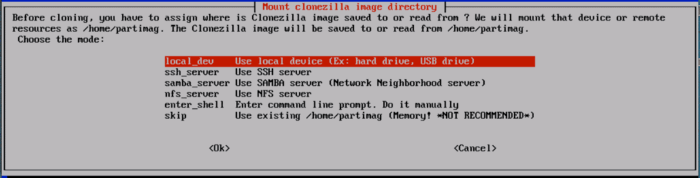 Mount clonezilla image directory
Before cloning, you have to assign where is Clonezilla image saved to or read from ? We will mount that device or remote
resources as /home/partimag. The Clonezilla image will be saved to or read from /home/partimag.
Choose the mode:
local_dev Use local device (Ex: hard drive, USB drive)
ssh_server Use SSH server
samba_server Use SAMBA server (Network Neighborhood server)
nfs_server Use NFS server
enter_shell Enter command line prompt. Do it manually
skip Use existing /home/partimag (Memory! *NOT RECOMMENDED*)
<Ok> <Cancel>